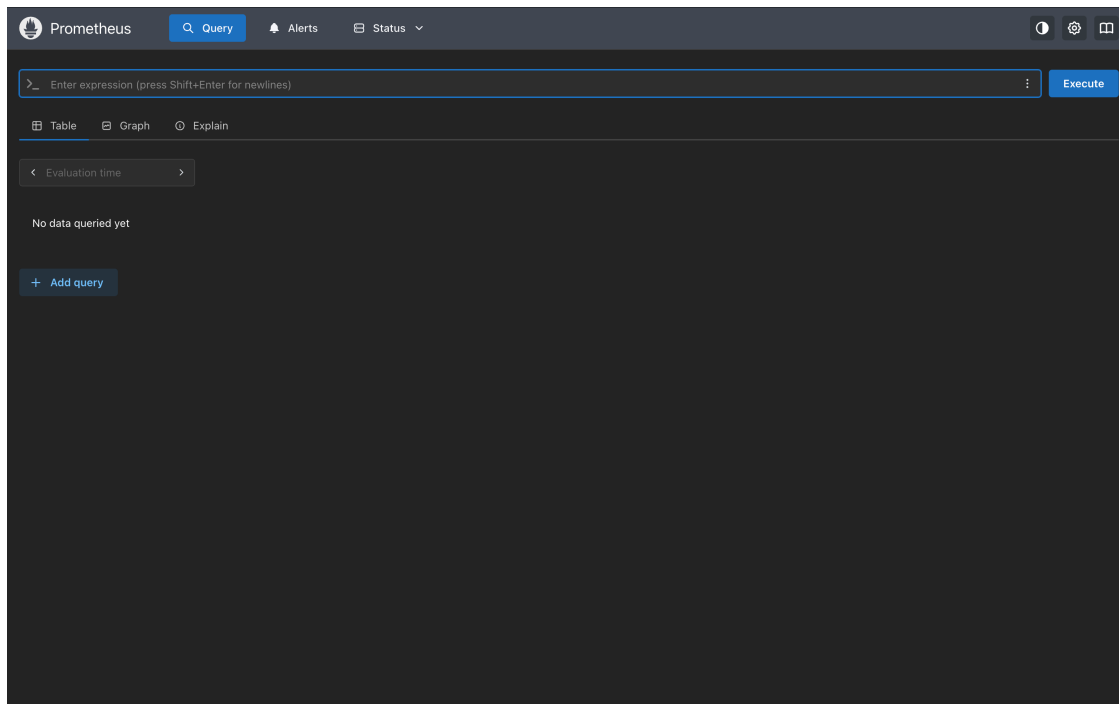 Prometheus Query Alerts Status
Enter expression (press Shift+Enter for newlines) Execute
Table Graph Explain
Evaluation time
No data queried yet
Add query